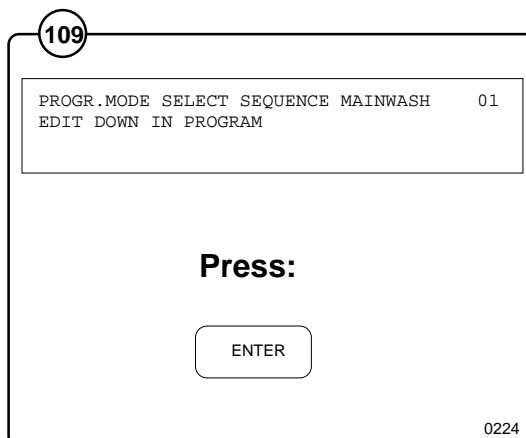 109
PROGR.MODE SELECT SEQUENCE MAINWASH 01
EDIT DOWN IN PROGRAM
Press:
ENTER
0224